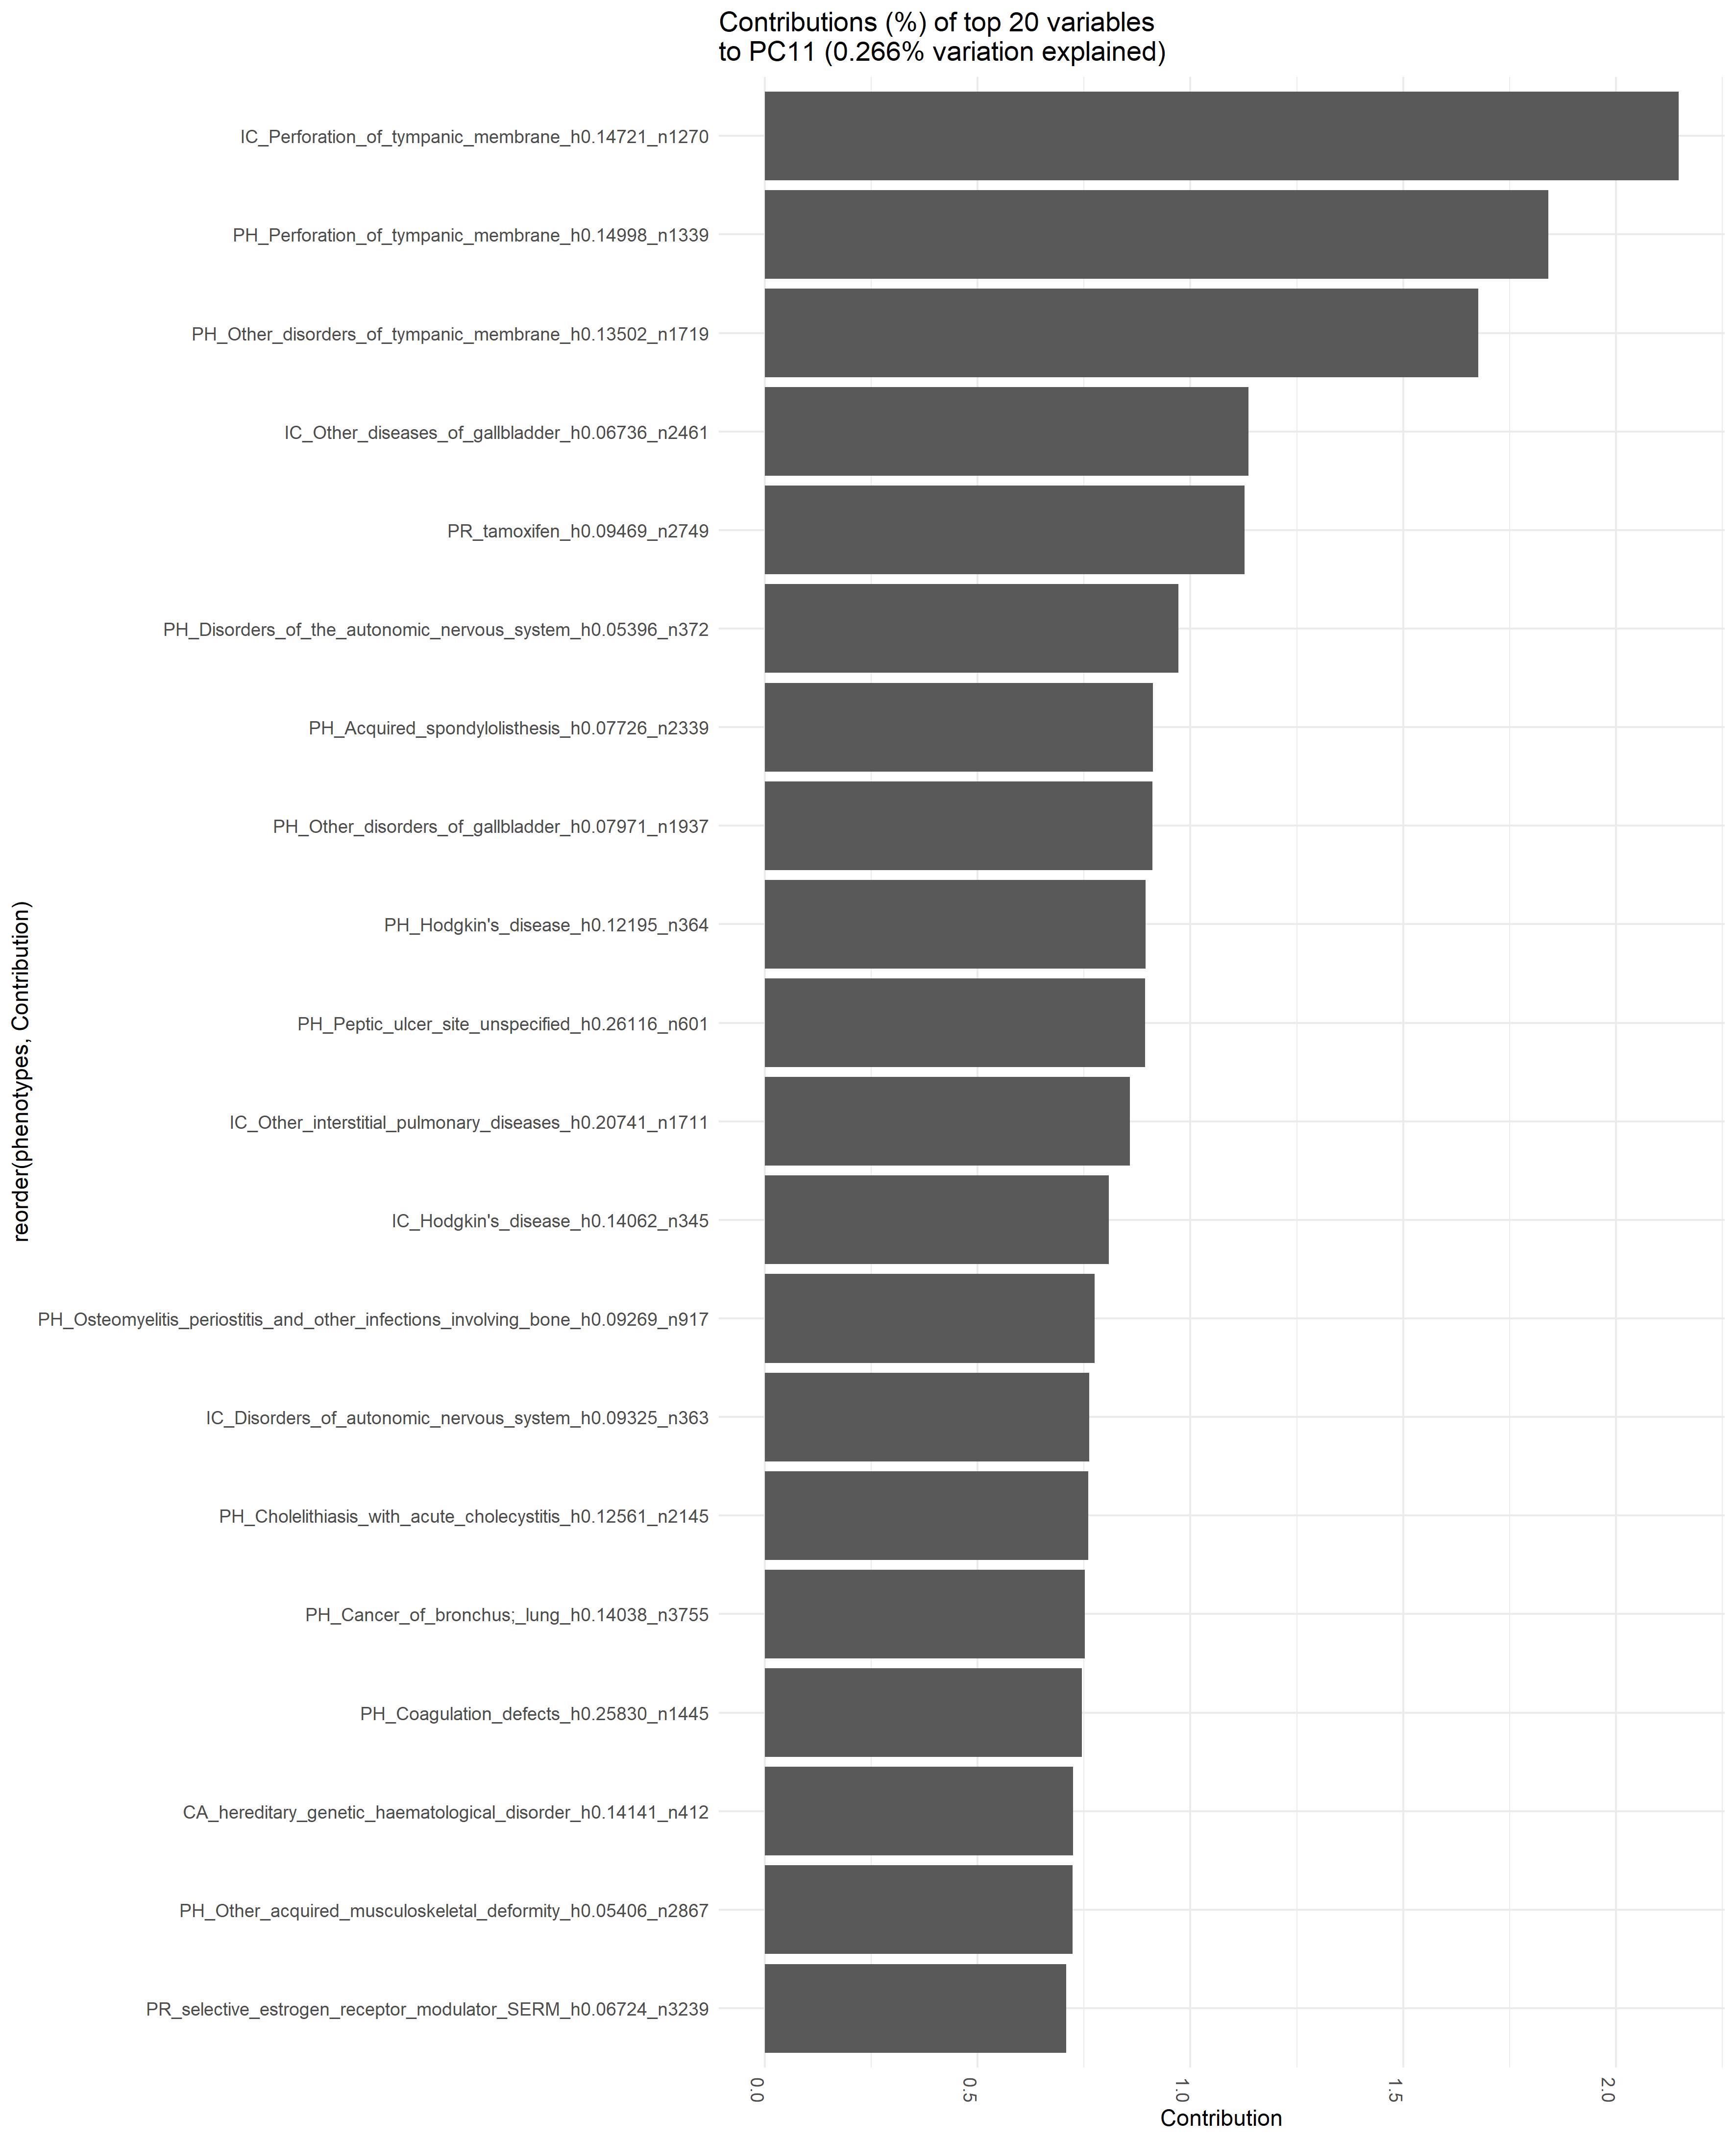 Contributions (%) of top 20 variables
to PC11 (0.266% variation explained)
IC_Perforation_of_tympanic_membrane_h0.14721_n1270
PH_Perforation_of_tympanic_membrane_h0.14998_n1339
PH_Other_disorders_of_tympanic_membrane_h0.13502_n1719
IC_Other_diseases_of_gallbladder_h0.06736_n2461
PR_tamoxifen_h0.09469_n2749
PH_Disorders_of_the_autonomic_nervous_system_h0.05396_n372
PH_Acquired_spondylolisthesis_h0.07726_n2339
PH_Other_disorders_of_gallbladder_h0.07971_n1937
PH_Hodgkin's_disease_h0.12195_n364
PH_Peptic_ulcer_site_unspecified_h0.26116_n601
IC_Other_interstitial_pulmonary_diseases_h0.20741_n1711
IC_Hodgkin's_disease_h0.14062_n345
PH_Osteomyelitis_periostitis_and_other_infections_involving_bone_h0.09269_n917
IC_Disorders_of_autonomic_nervous_system_h0.09325_n363
PH_Cholelithiasis_with_acute_cholecystitis_h0.12561_n2145
PH_Cancer_of_bronchus;_lung_h0.14038_n3755
PH_Coagulation_defects_h0.25830_n1445
CA_hereditary_genetic_haematological_disorder_h0.14141_n412
PH_Other_acquired_musculoskeletal_deformity_h0.05406_n2867
PR_selective_estrogen_receptor_modulator_SERM_h0.06724_n3239
reorder(phenotypes, Contribution)
0.0
0.5
1.0
1.5
2.0
Contribution